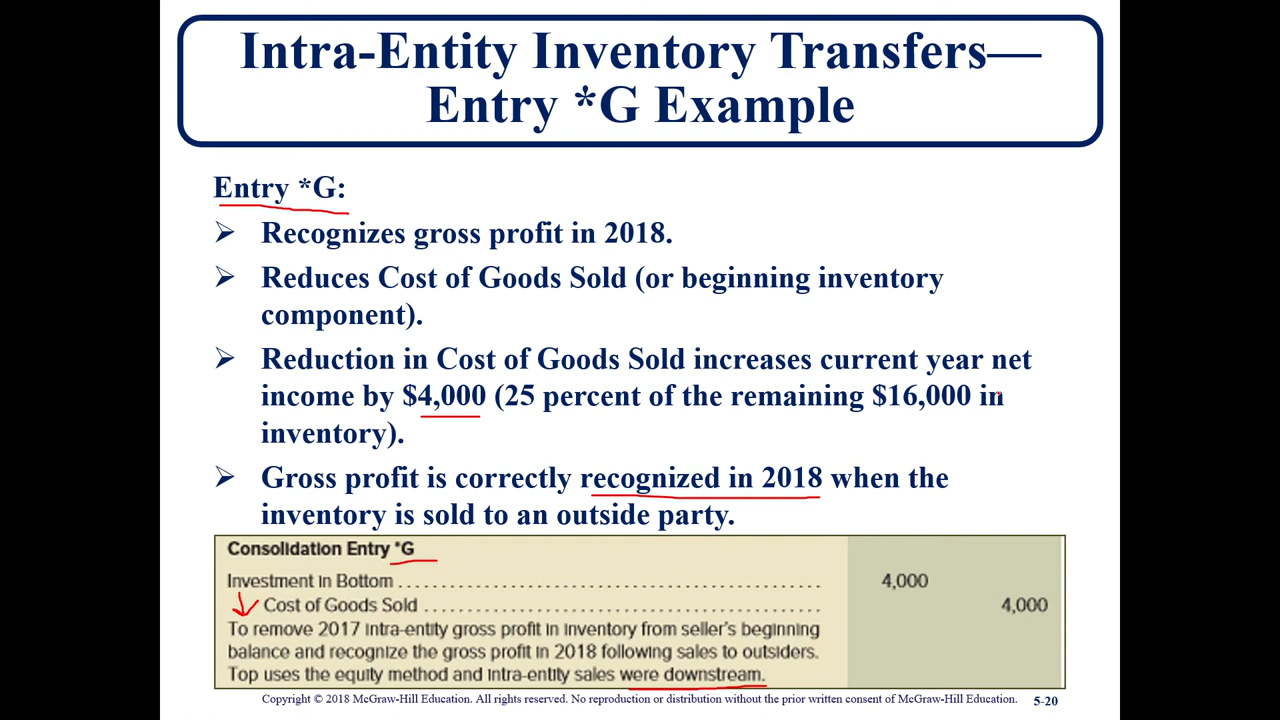 Intra-Entity Inventory Transfers—
Entry *G Example
Entry *G:
➢ Recognizes gross profit in 2018.
➢ Reduces Cost of Goods Sold (or beginning inventory
component).
➢ Reduction in Cost of Goods Sold increases current year net
income by $4,000 (25 percent of the remaining $16,000 in
inventory).
➢ Gross profit is correctly recognized in 2018 when the
inventory is sold to an outside party.
Consolidation Entry *G
Investment in Bottom ........................................ 4,000
Cost of Goods Sold ........................................ 4,000
To remove 2017 intra-entity gross profit in inventory from seller's beginning
balance and recognize the gross profit in 2018 following sales to outsiders.
Top uses the equity method and intra-entity sales were downstream.
Copyright © 2018 McGraw-Hill Education. All rights reserved. No reproduction or distribution without the prior written consent of McGraw-Hill Education. 5-20